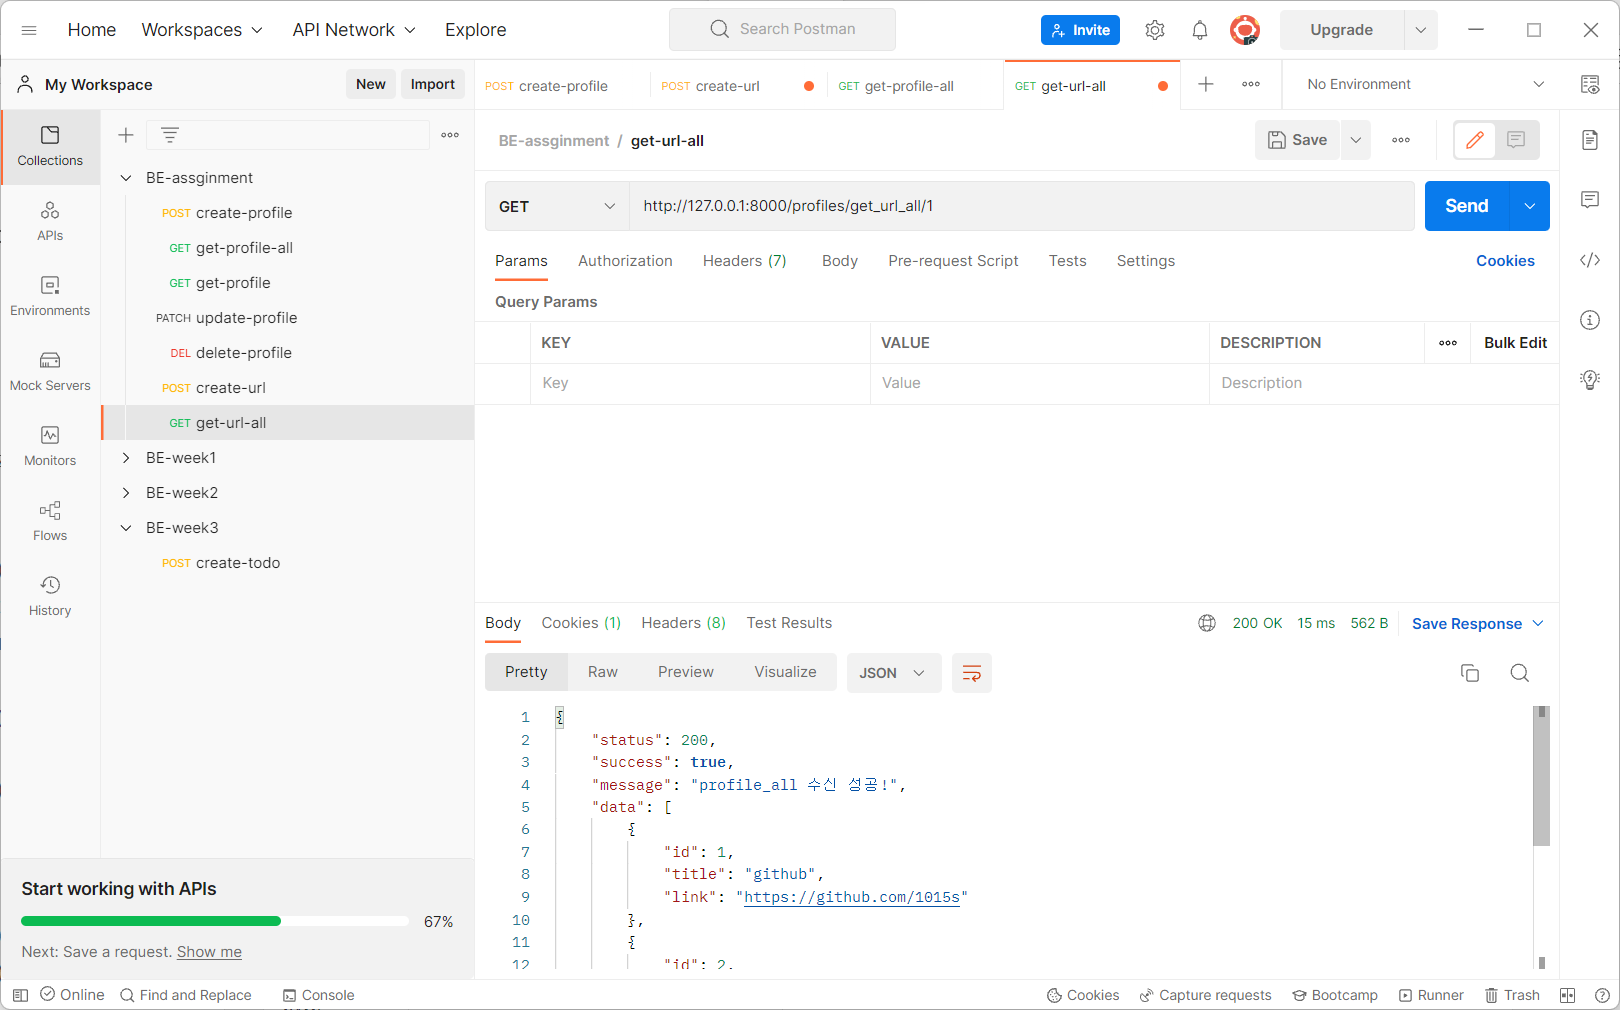 Home Workspaces API Network Explore Search Postman Invite Upgrade
My Workspace New Import POST create-profile POST create-url GET get-profile-all GET get-url-all No Environment
Collections
APIs
Environments
Mock Servers
Monitors
Flows
History
BE-assginment
POST create-profile
GET get-profile-all
GET get-profile
PATCH update-profile
DEL delete-profile
POST create-url
GET get-url-all
BE-week1
BE-week2
BE-week3
POST create-todo
Start working with APIs
67%
Next: Save a request. Show me
BE-assginment / get-url-all Save
GET http://127.0.0.1:8000/profiles/get_url_all/1 Send
Params Authorization Headers (7) Body Pre-request Script Tests Settings Cookies
Query Params
KEY VALUE DESCRIPTION Bulk Edit
Key Value Description
Body Cookies (1) Headers (8) Test Results 200 OK 15 ms 562 B Save Response
Pretty Raw Preview Visualize JSON
1 {
2 "status": 200,
3 "success": true,
4 "message": "profile_all 수신 성공!",
5 "data": [
6 {
7 "id": 1,
8 "title": "github",
9 "link": "https://github.com/1015s"
10 },
11 {
12 "id": 2,
Online Find and Replace Console Cookies Capture requests Bootcamp Runner Trash